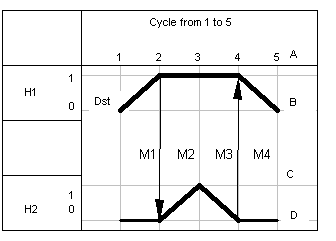 Cycle from 1 to 5
1 2 3 4 5 A
H1 1
0 Dst B
M1 M2 M3 M4
C
H2 1
0 D